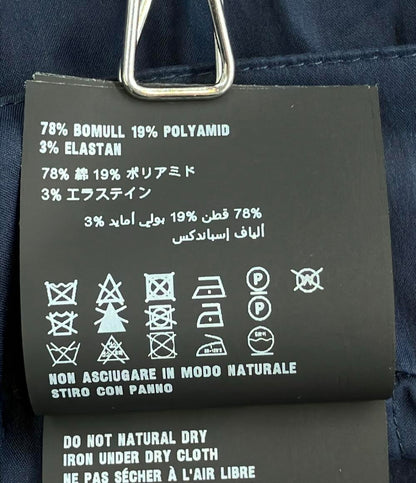 78% BOMULL 19% POLYAMID
3% ELASTAN
78% 綿 19% ポリアミド
3% エラステイン
78% قطن 19% بولي أمايد 3%
ألياف إسباندكس
P W
P
NON ASCIUGARE IN MODO NATURALE
STIRO CON PANNO
DO NOT NATURAL DRY
IRON UNDER DRY CLOTH
NE PAS SÉCHER À L'AIR LIBRE